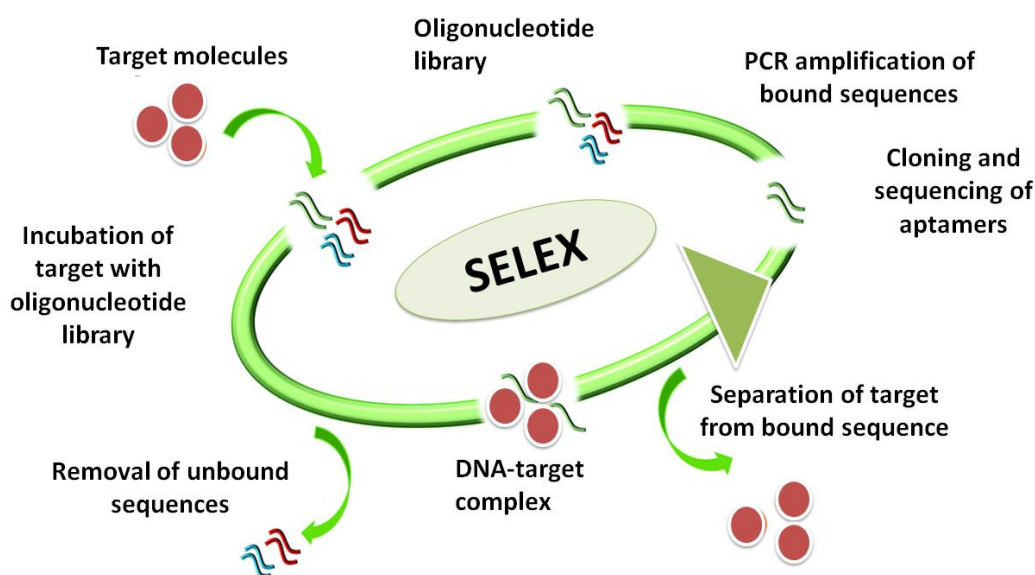 Oligonucleotide
library
Target molecules
PCR amplification of
bound sequences
Cloning and
sequencing of
aptamers
Incubation of
target with
oligonucleotide
library
SELEX
Separation of target
from bound sequence
Removal of unbound
sequences
DNA-target
complex